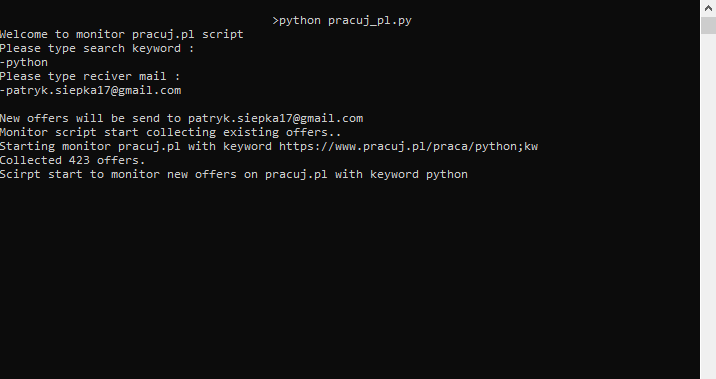 >python pracuj_pl.py
Welcome to monitor pracuj.pl script
Please type search keyword :
-python
Please type reciver mail :
-patryk.siepka17@gmail.com
New offers will be send to patryk.siepka17@gmail.com
Monitor script start collecting existing offers..
Starting monitor pracuj.pl with keyword https://www.pracuj.pl/praca/python;kw
Collected 423 offers.
Scirpt start to monitor new offers on pracuj.pl with keyword python